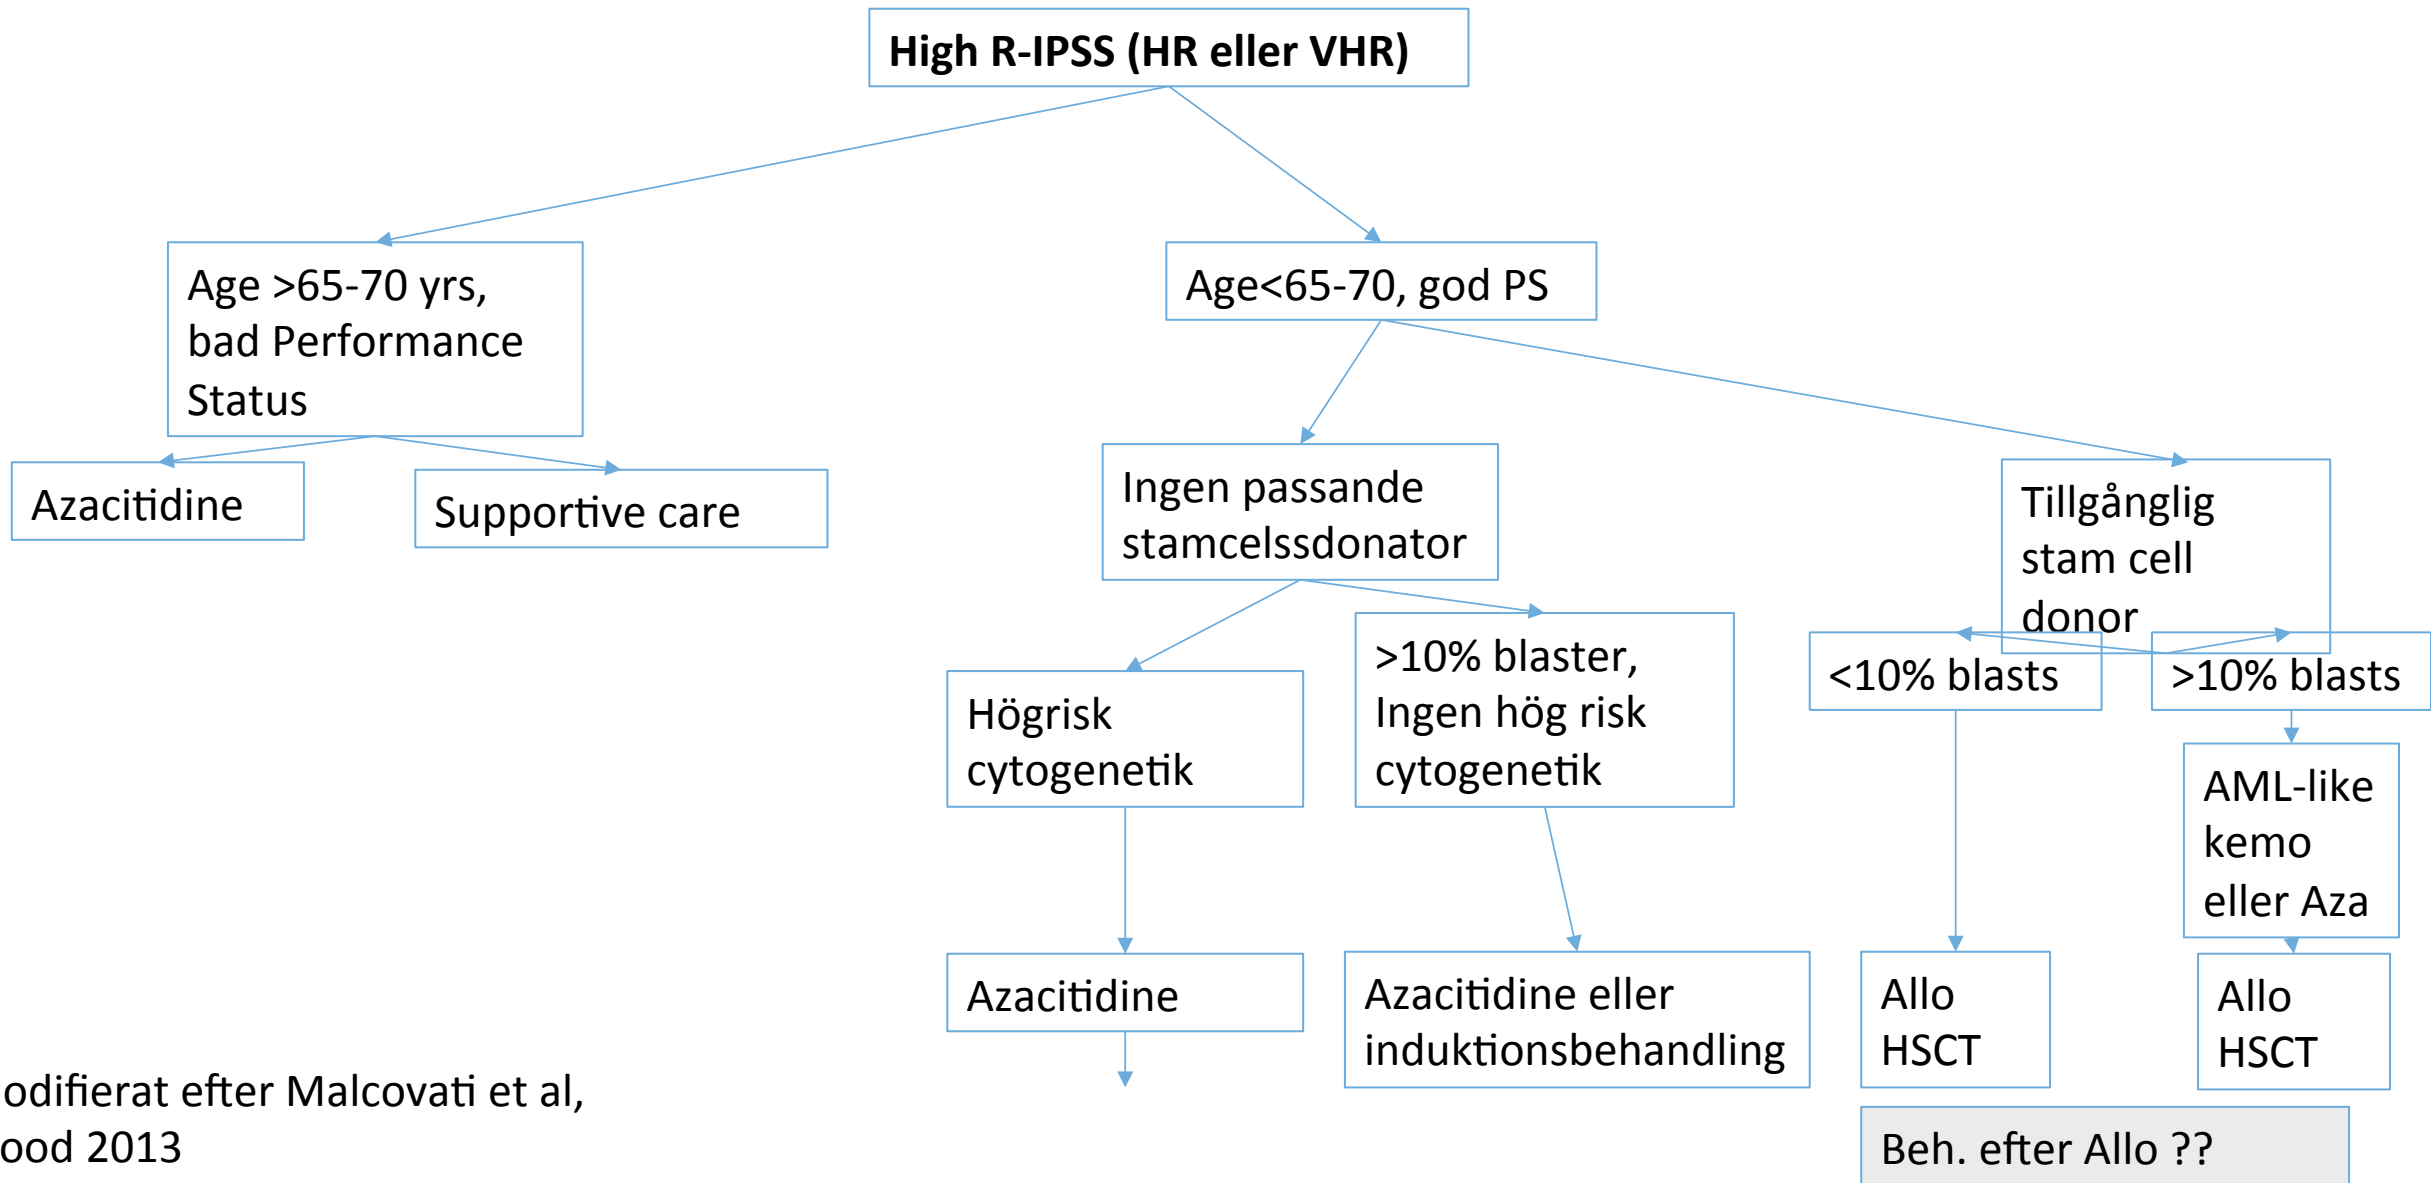 High R-IPSS (HR eller VHR)
Age >65-70 yrs,
bad Performance
Status
Age<65-70, god PS
Azacitidine
Supportive care
Ingen passande
stamcelssdonator
Tillgånglig
stam cell
donor
Högrisk
cytogenetik
>10% blaster,
Ingen hög risk
cytogenetik
<10% blasts
>10% blasts
AML-like
kemo
eller Aza
Azacitidine
Azacitidine eller
induktionsbehandling
Allo
HSCT
Allo
HSCT
odifierat efter Malcovati et al,
ood 2013
Beh. efter Allo ??